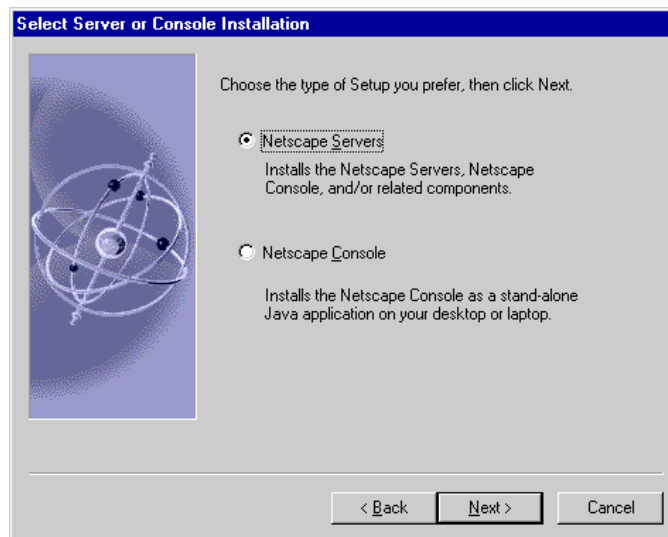 Select Server or Console Installation
Choose the type of Setup you prefer, then click Next.
Netscape Servers
Installs the Netscape Servers, Netscape
Console, and/or related components.
Netscape Console
Installs the Netscape Console as a stand-alone
Java application on your desktop or laptop.
< Back
Next >
Cancel